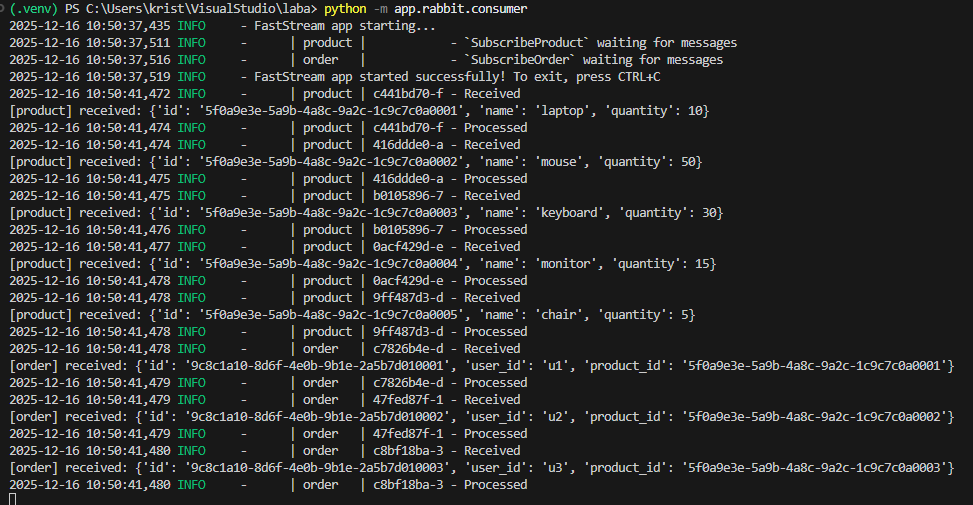 (.venv) PS C:\Users\krist\VisualStudio\laba> python -m app.rabbit.consumer
2025-12-16 10:50:37,435 INFO     - FastStream app starting...
2025-12-16 10:50:37,511 INFO     -      | product |            - `SubscribeProduct` waiting for messages
2025-12-16 10:50:37,516 INFO     -      | order   |            - `SubscribeOrder` waiting for messages
2025-12-16 10:50:37,519 INFO     - FastStream app started successfully! To exit, press CTRL+C
2025-12-16 10:50:41,472 INFO     -      | product | c441bd70-f - Received
[product] received: {'id': '5f0a9e3e-5a9b-4a8c-9a2c-1c9c7c0a0001', 'name': 'laptop', 'quantity': 10}
2025-12-16 10:50:41,474 INFO     -      | product | c441bd70-f - Processed
2025-12-16 10:50:41,474 INFO     -      | product | 416ddde0-a - Received
[product] received: {'id': '5f0a9e3e-5a9b-4a8c-9a2c-1c9c7c0a0002', 'name': 'mouse', 'quantity': 50}
2025-12-16 10:50:41,475 INFO     -      | product | 416ddde0-a - Processed
2025-12-16 10:50:41,475 INFO     -      | product | b0105896-7 - Received
[product] received: {'id': '5f0a9e3e-5a9b-4a8c-9a2c-1c9c7c0a0003', 'name': 'keyboard', 'quantity': 30}
2025-12-16 10:50:41,476 INFO     -      | product | b0105896-7 - Processed
2025-12-16 10:50:41,477 INFO     -      | product | 0acf429d-e - Received
[product] received: {'id': '5f0a9e3e-5a9b-4a8c-9a2c-1c9c7c0a0004', 'name': 'monitor', 'quantity': 15}
2025-12-16 10:50:41,478 INFO     -      | product | 0acf429d-e - Processed
2025-12-16 10:50:41,478 INFO     -      | product | 9ff487d3-d - Received
[product] received: {'id': '5f0a9e3e-5a9b-4a8c-9a2c-1c9c7c0a0005', 'name': 'chair', 'quantity': 5}
2025-12-16 10:50:41,478 INFO     -      | product | 9ff487d3-d - Processed
2025-12-16 10:50:41,478 INFO     -      | order   | c7826b4e-d - Received
[order] received: {'id': '9c8c1a10-8d6f-4e0b-9b1e-2a5b7d010001', 'user_id': 'u1', 'product_id': '5f0a9e3e-5a9b-4a8c-9a2c-1c9c7c0a0001'}
2025-12-16 10:50:41,479 INFO     -      | order   | c7826b4e-d - Processed
2025-12-16 10:50:41,479 INFO     -      | order   | 47fed87f-1 - Received
[order] received: {'id': '9c8c1a10-8d6f-4e0b-9b1e-2a5b7d010002', 'user_id': 'u2', 'product_id': '5f0a9e3e-5a9b-4a8c-9a2c-1c9c7c0a0002'}
2025-12-16 10:50:41,479 INFO     -      | order   | 47fed87f-1 - Processed
2025-12-16 10:50:41,480 INFO     -      | order   | c8bf18ba-3 - Received
[order] received: {'id': '9c8c1a10-8d6f-4e0b-9b1e-2a5b7d010003', 'user_id': 'u3', 'product_id': '5f0a9e3e-5a9b-4a8c-9a2c-1c9c7c0a0003'}
2025-12-16 10:50:41,480 INFO     -      | order   | c8bf18ba-3 - Processed